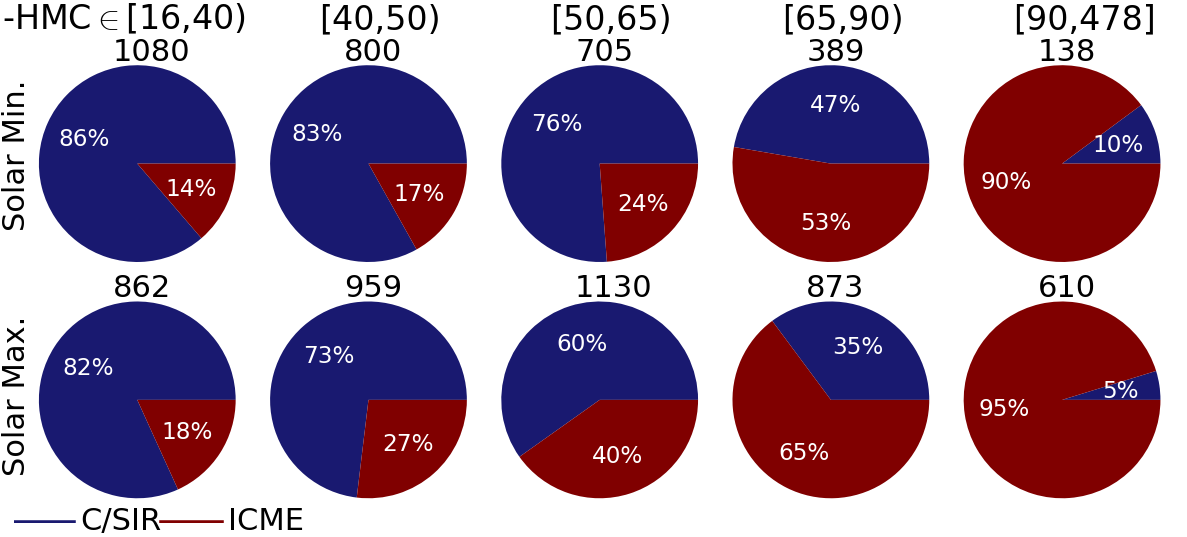 -HMC ∈ [16,40) [40,50) [50,65) [65,90) [90,478]
1080 800 705 389 138
Solar Min.
86% 14% 83% 17% 76% 24% 47% 53% 10% 90%
862 959 1130 873 610
Solar Max.
82% 18% 73% 27% 60% 40% 35% 65% 5% 95%
C/SIR ICME